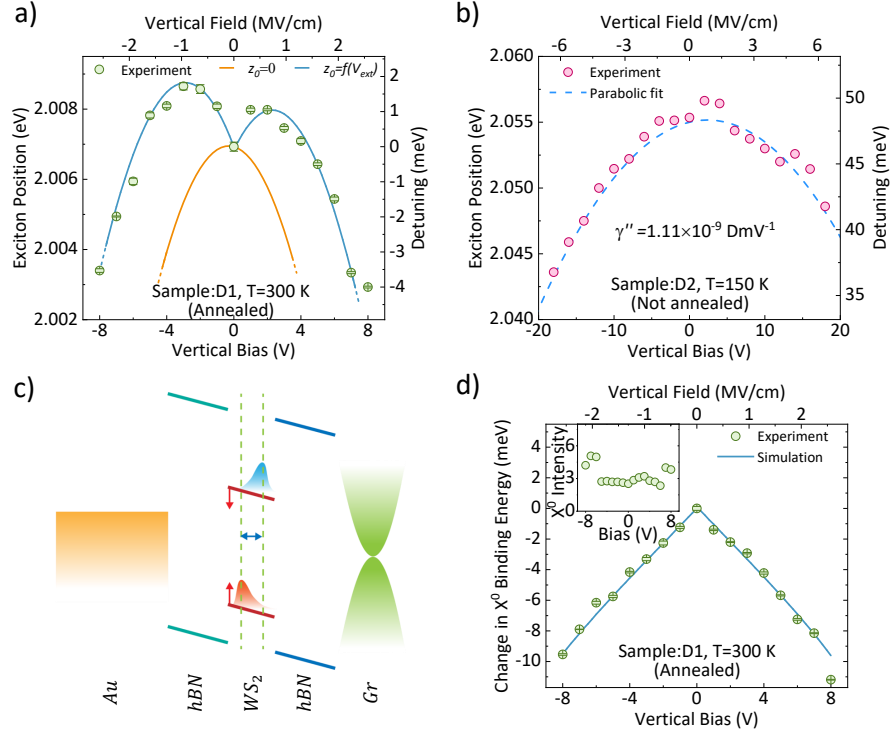 a)
Vertical Field (MV/cm)
-2 -1 0 1 2
Experiment z₀=0 z₀=f(V_ext)
Exciton Position (eV)
2.008
2.006
2.004
2.002
2
1
0
-1
-2
-3
-4
Detuning (meV)
Sample:D1, T=300 K
(Annealed)
-8 -4 0 4 8
Vertical Bias (V)
b)
Vertical Field (MV/cm)
-6 -4 -2 0 2 4 6
Experiment
Parabolic fit
Exciton Position (eV)
2.060
2.055
2.050
2.045
2.040
50
45
40
35
Detuning (meV)
γ'' =1.11×10⁻⁹ DmV⁻¹
Sample:D2, T=150 K
(Not annealed)
-20 -10 0 10 20
Vertical Bias (V)
c)
Au
hBN
WS₂
hBN
Gr
d)
Vertical Field (MV/cm)
-2 -1 0 1 2
Experiment
Simulation
Change in X⁰ Binding Energy (meV)
4
2
0
-2
-4
-6
-8
-10
X⁰ Intensity
6
3
0
-8 0 8
Bias (V)
Sample:D1, T=300 K
(Annealed)
-8 -4 0 4 8
Vertical Bias (V)